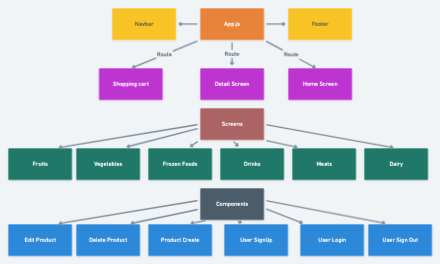 Navbar
App.js
Footer
Route
Route
Route
Shopping cart
Detail Screen
Home Screen
Screens
Fruits
Vegetables
Frozen Foods
Drinks
Meats
Dairy
Components
Edit Product
Delete Product
Product Create
User SignUp
User Login
User Sign Out